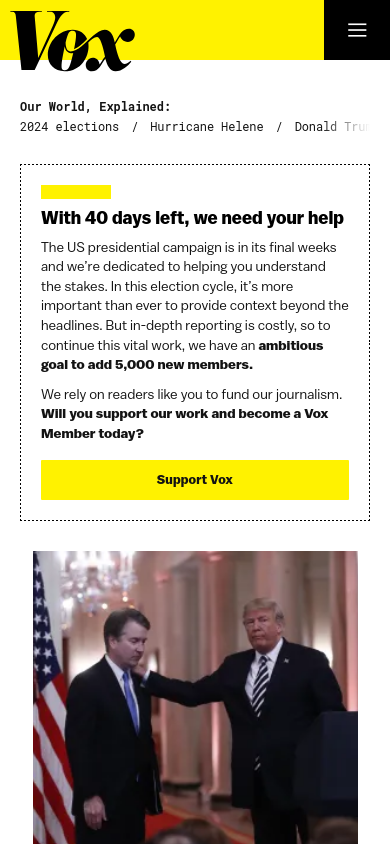 Vox
Our World, Explained:
2024 elections / Hurricane Helene / Donald Trum
With 40 days left, we need your help
The US presidential campaign is in its final weeks
and we’re dedicated to helping you understand
the stakes. In this election cycle, it’s more
important than ever to provide context beyond the
headlines. But in-depth reporting is costly, so to
continue this vital work, we have an ambitious
goal to add 5,000 new members.
We rely on readers like you to fund our journalism.
Will you support our work and become a Vox
Member today?
Support Vox